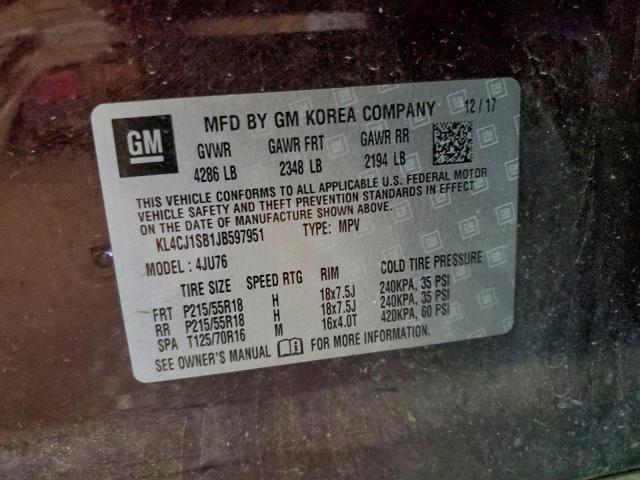 GM MFD BY GM KOREA COMPANY 12/17
GVWR GAWR FRT GAWR RR
4286 LB 2348 LB 2194 LB
THIS VEHICLE CONFORMS TO ALL APPLICABLE U.S. FEDERAL MOTOR
VEHICLE SAFETY AND THEFT PREVENTION STANDARDS IN EFFECT
ON THE DATE OF MANUFACTURE SHOWN ABOVE.
KL4CJ1SB1JB597951 TYPE: MPV
MODEL: 4JU76
TIRE SIZE SPEED RTG RIM COLD TIRE PRESSURE
FRT P215/55R18 H 18x7.5J 240KPA, 35 PSI
RR P215/55R18 H 18x7.5J 240KPA, 35 PSI
SPA T125/70R16 M 16x4.0T 420KPA, 60 PSI
SEE OWNER'S MANUAL FOR MORE INFORMATION.